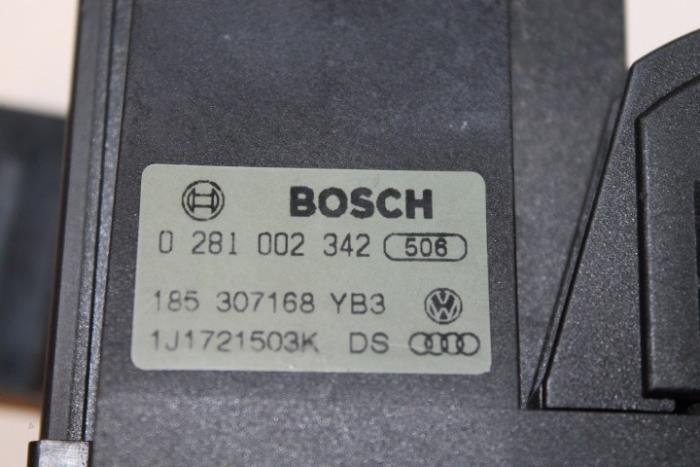 BOSCH
0 281 002 342 506
185 307168 YB3
1J1721503K DS